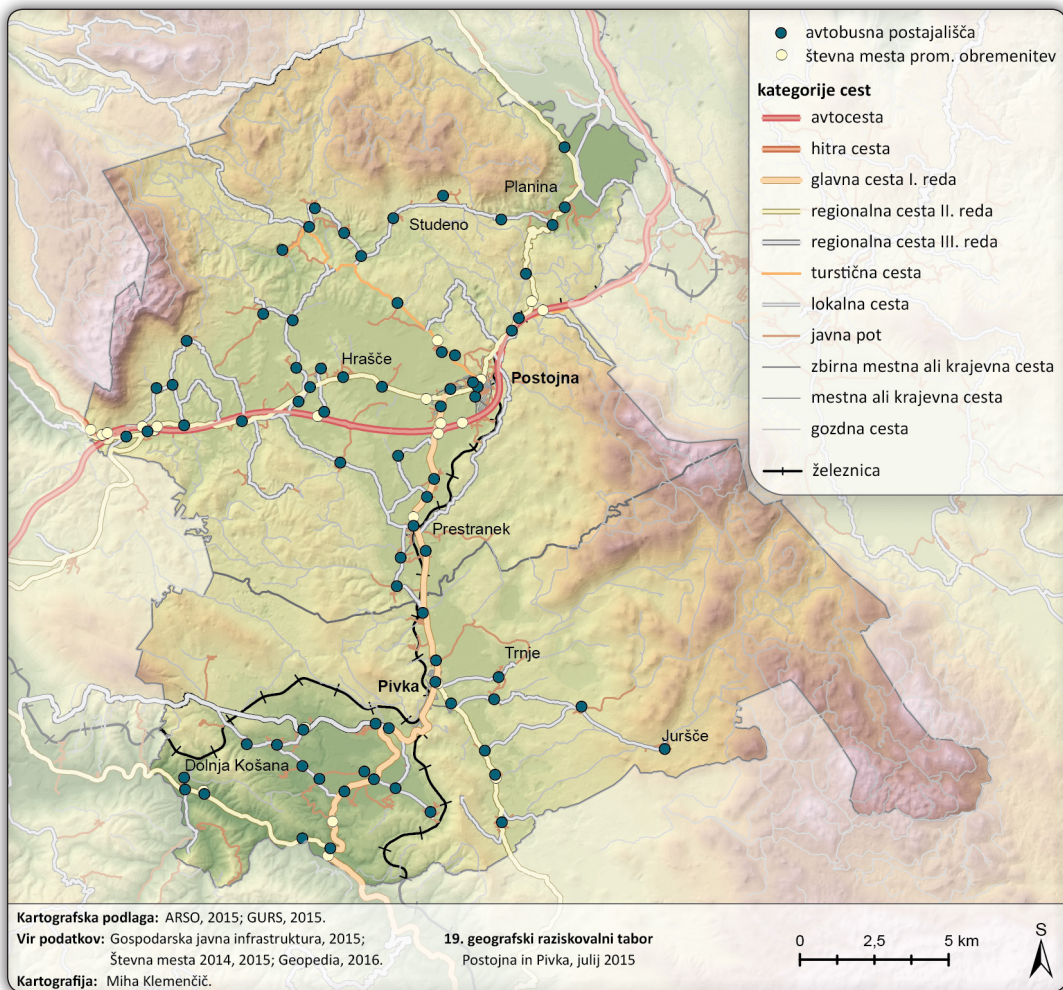 avtobusna postajališča
števna mesta prom. obremenitev
kategorije cest
avtocesta
hitra cesta
glavna cesta I. reda
regionalna cesta II. reda
regionalna cesta III. reda
turstična cesta
lokalna cesta
javna pot
zbirna mestna ali krajevna cesta
mestna ali krajevna cesta
gozdna cesta
železnica
Planina
Studeno
Hrašče
Postojna
Prestranek
Trnje
Pivka
Juršče
Dolnja Košana
Kartografska podlaga: ARSO, 2015; GURS, 2015.
Vir podatkov: Gospodarska javna infrastruktura, 2015;
Števna mesta 2014, 2015; Geopedia, 2016.
Kartografija: Miha Klemenčič.
19. geografski raziskovalni tabor
Postojna in Pivka, julij 2015
0 2,5 5 km
S